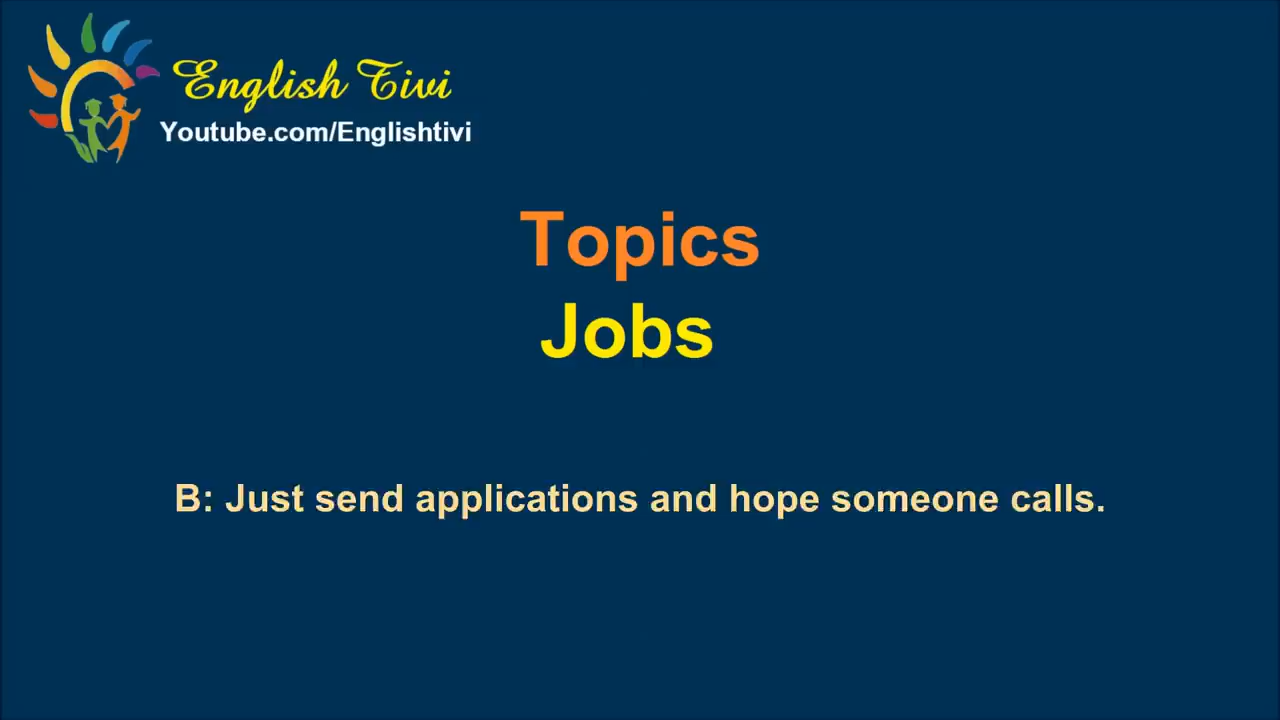 English Tivi
Youtube.com/Englishtivi
Topics
Jobs
B: Just send applications and hope someone calls.